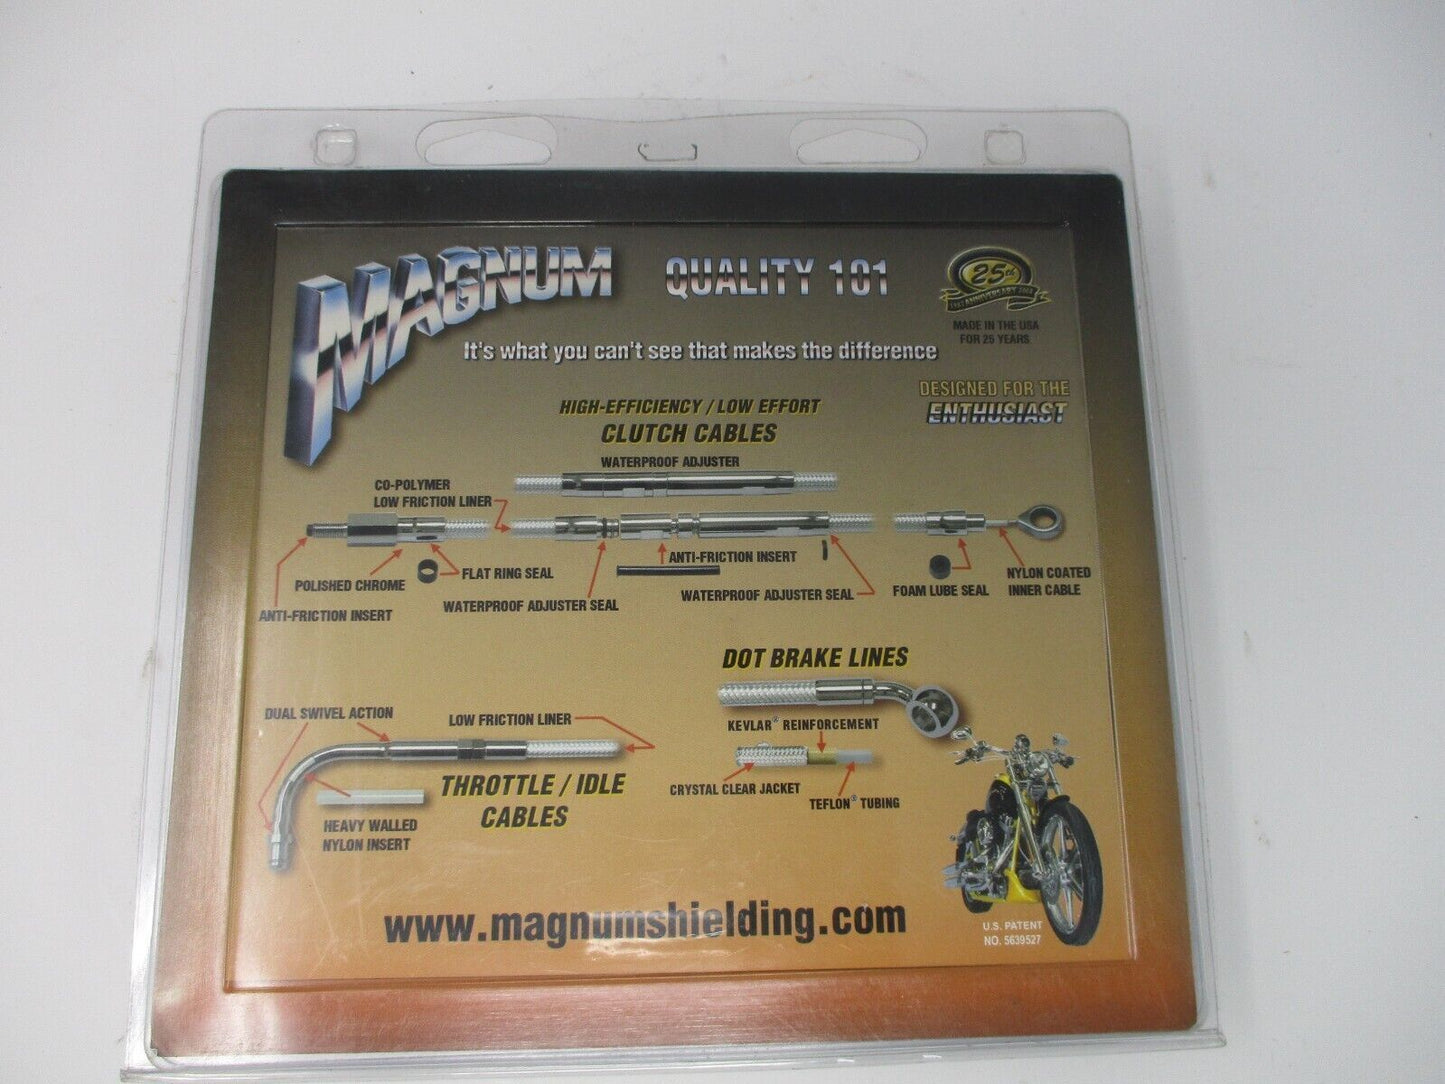 MAGNUM
QUALITY 101
25th
1983 ANNIVERSARY 2008
MADE IN THE USA
FOR 25 YEARS
It's what you can't see that makes the difference
DESIGNED FOR THE
ENTHUSIAST
HIGH-EFFICIENCY / LOW EFFORT
CLUTCH CABLES
WATERPROOF ADJUSTER
CO-POLYMER
LOW FRICTION LINER
ANTI-FRICTION INSERT
POLISHED CHROME
FLAT RING SEAL
WATERPROOF ADJUSTER SEAL
WATERPROOF ADJUSTER SEAL
FOAM LUBE SEAL
NYLON COATED
INNER CABLE
ANTI-FRICTION INSERT
DOT BRAKE LINES
DUAL SWIVEL ACTION
LOW FRICTION LINER
KEVLAR® REINFORCEMENT
CRYSTAL CLEAR JACKET
TEFLON® TUBING
THROTTLE / IDLE
CABLES
HEAVY WALLED
NYLON INSERT
www.magnumshielding.com
U.S. PATENT
NO. 5639527